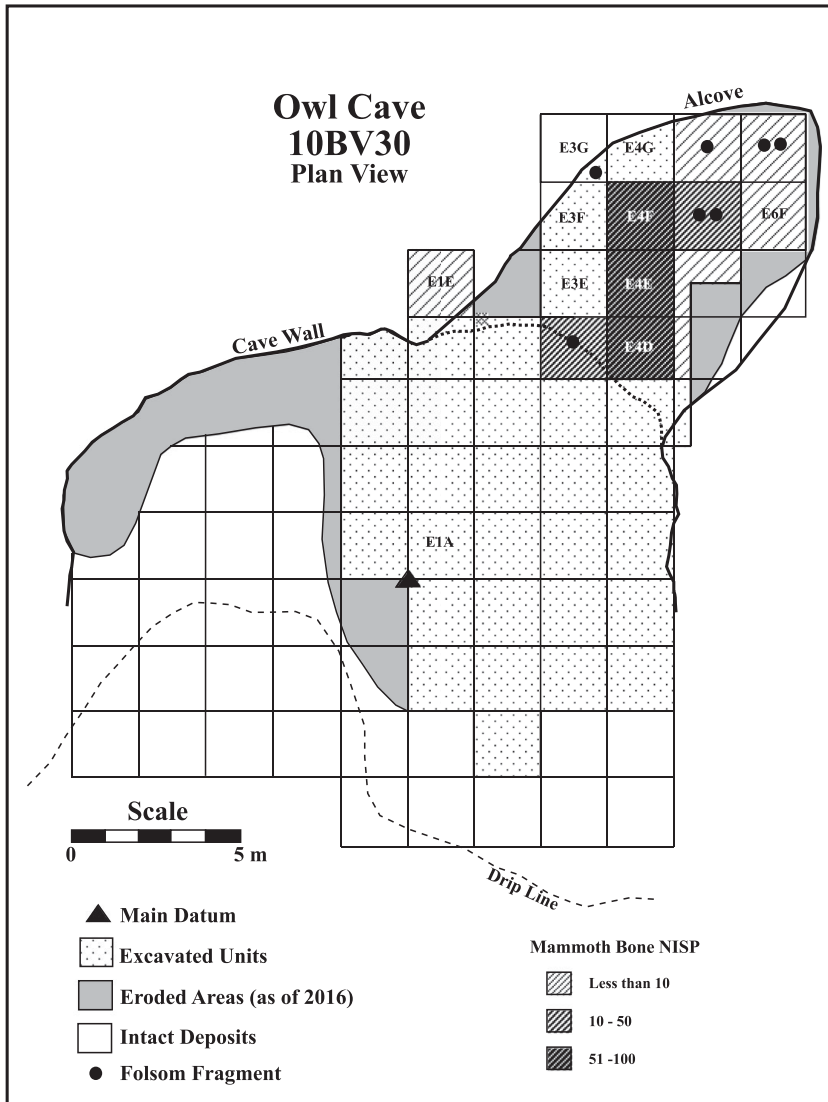 Owl Cave
10BV30
Plan View
Alcove
E3G
E4G
E3F
E4F
E6F
E1E
E3E
E4E
Cave Wall
E4D
E1A
Scale
0
5 m
Drip Line
Main Datum
Excavated Units
Eroded Areas (as of 2016)
Intact Deposits
Folsom Fragment
Mammoth Bone NISP
Less than 10
10 - 50
51 -100